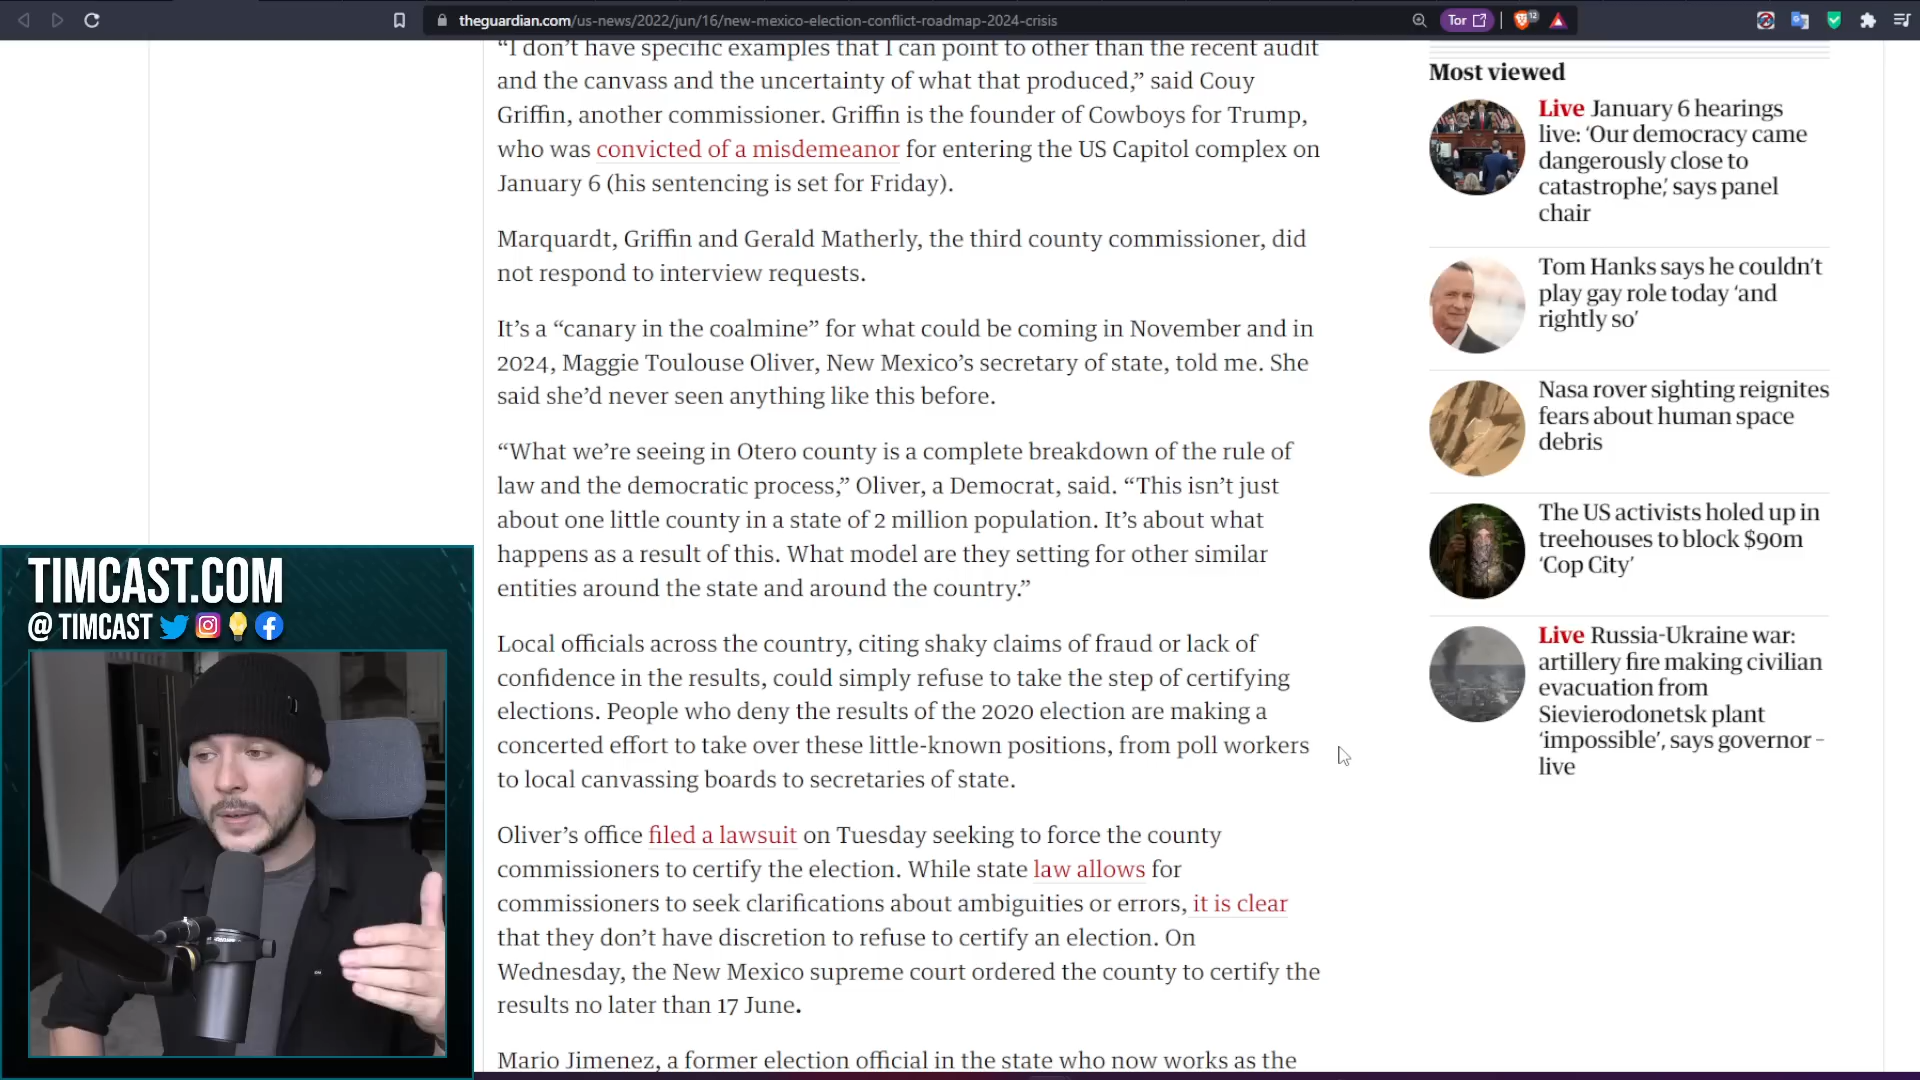 theguardian.com/us-news/2022/jun/16/new-mexico-election-conflict-roadmap-2024-crisis
Tor
12
“I don’t have specific examples that I can point to other than the recent audit
and the canvass and the uncertainty of what that produced,” said Couy
Griffin, another commissioner. Griffin is the founder of Cowboys for Trump,
who was convicted of a misdemeanor for entering the US Capitol complex on
January 6 (his sentencing is set for Friday).
Marquardt, Griffin and Gerald Matherly, the third county commissioner, did
not respond to interview requests.
It’s a “canary in the coalmine” for what could be coming in November and in
2024, Maggie Toulouse Oliver, New Mexico’s secretary of state, told me. She
said she’d never seen anything like this before.
“What we’re seeing in Otero county is a complete breakdown of the rule of
law and the democratic process,” Oliver, a Democrat, said. “This isn’t just
about one little county in a state of 2 million population. It’s about what
happens as a result of this. What model are they setting for other similar
entities around the state and around the country.”
Local officials across the country, citing shaky claims of fraud or lack of
confidence in the results, could simply refuse to take the step of certifying
elections. People who deny the results of the 2020 election are making a
concerted effort to take over these little-known positions, from poll workers
to local canvassing boards to secretaries of state.
Oliver’s office filed a lawsuit on Tuesday seeking to force the county
commissioners to certify the election. While state law allows for
commissioners to seek clarifications about ambiguities or errors, it is clear
that they don’t have discretion to refuse to certify an election. On
Wednesday, the New Mexico supreme court ordered the county to certify the
results no later than 17 June.
Mario Jimenez, a former election official in the state who now works as the
Most viewed
Live January 6 hearings
live: ‘Our democracy came
dangerously close to
catastrophe,’ says panel
chair
Tom Hanks says he couldn’t
play gay role today ‘and
rightly so’
Nasa rover sighting reignites
fears about human space
debris
The US activists holed up in
treehouses to block $90m
‘Cop City’
Live Russia-Ukraine war:
artillery fire making civilian
evacuation from
Sievierodonetsk plant
‘impossible’, says governor –
live
TIMCAST.COM
@ TIMCAST